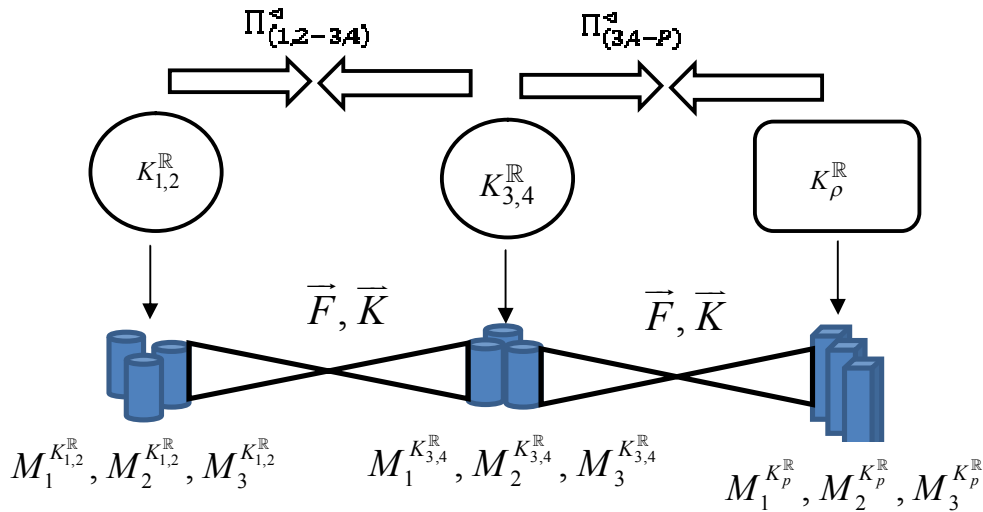 Π^⊲_(1,2−3,4) Π^⊲_(3,4−P)
K^ℝ_1,2 K^ℝ_3,4 K^ℝ_ρ
F⃗, K⃗ F⃗, K⃗
M_1^{K^ℝ_1,2}, M_2^{K^ℝ_1,2}, M_3^{K^ℝ_1,2} M_1^{K^ℝ_3,4}, M_2^{K^ℝ_3,4}, M_3^{K^ℝ_3,4} M_1^{K^ℝ_p}, M_2^{K^ℝ_p}, M_3^{K^ℝ_p}